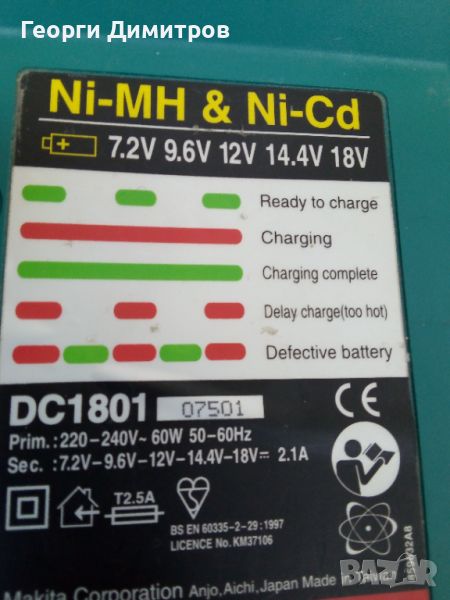 Георги Димитров
Ni-MH & Ni-Cd
7.2V 9.6V 12V 14.4V 18V
Ready to charge
Charging
Charging complete
Delay charge(too hot)
Defective battery
DC1801 07501
Prim.:220-240V~ 60W 50-60Hz
Sec. :7.2V-9.6V-12V-14.4V-18V⎓ 2.1A
CE
T2.5A
BS EN 60335-2-29:1997
LICENCE No. KM37106
Makita Corporation Anjo,Aichi,Japan Made in Taiwan
BAZAR